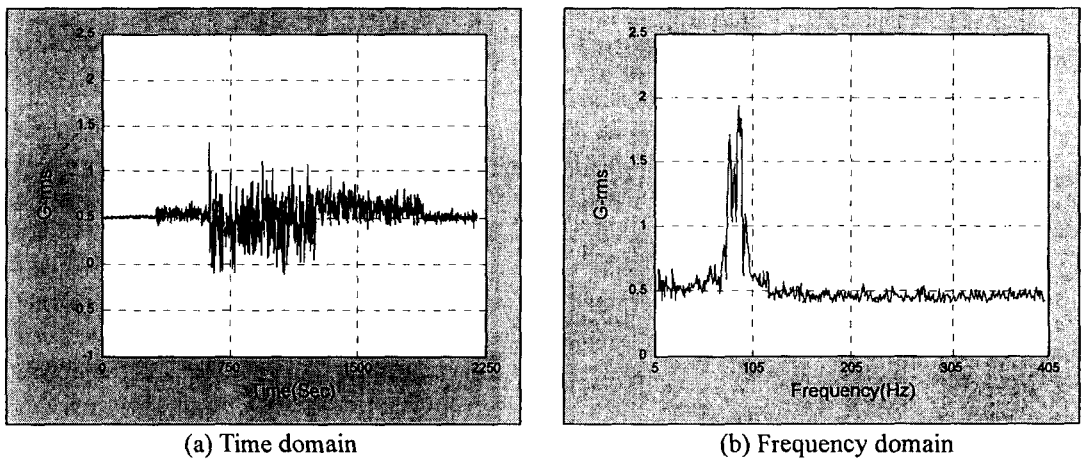 2.5
2
1.5
1
0.5
0
-0.5
-1
G-rms
0 750 1500 2250
Time(Sec)
(a) Time domain
2.5
2
1.5
1
0.5
0
G-rms
5 105 205 305 405
Frequency(Hz)
(b) Frequency domain